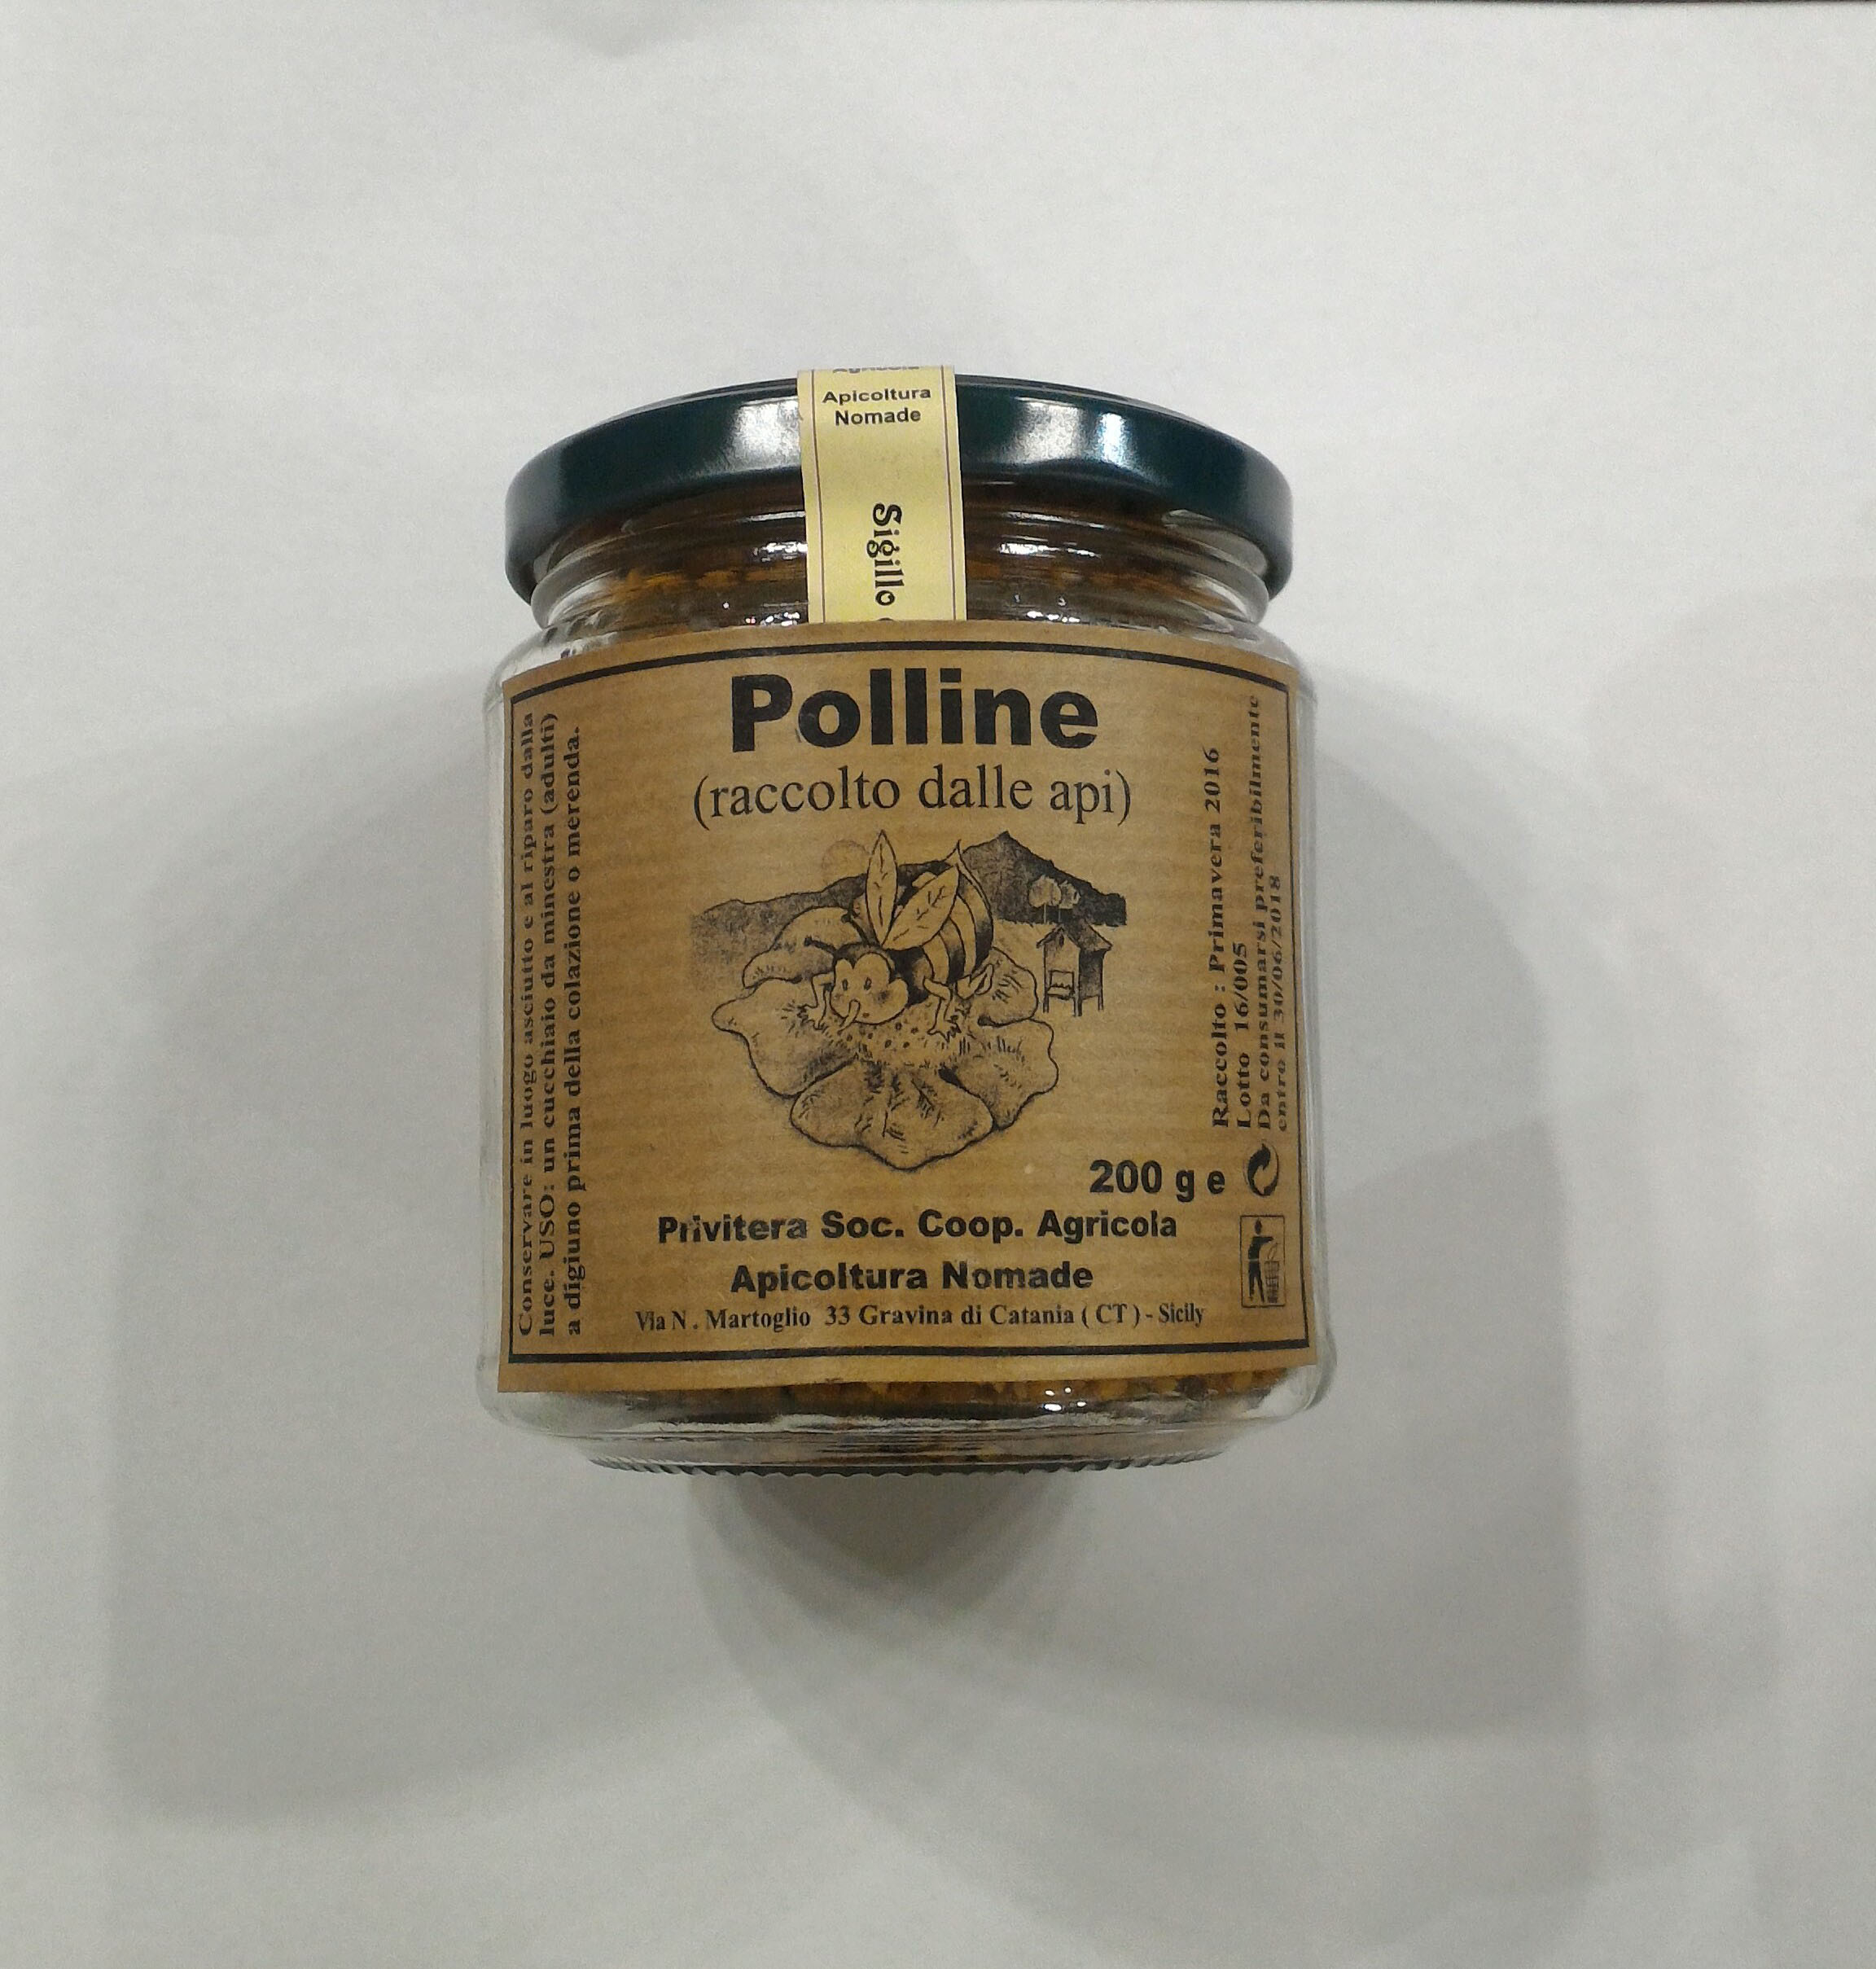 Agricola
Apicoltura
Nomade
Sigillo
Polline
(raccolto dalle api)
Conservare in luogo asciutto e al riparo dalla
luce. USO: un cucchiaio da minestra (adulti)
a digiuno prima della colazione o merenda.
Raccolto : Primavera 2016
Lotto 16/005
Da consumarsi preferibilmente
entro il 30/06/2018
200 g e
Privitera Soc. Coop. Agricola
Apicoltura Nomade
Via N . Martoglio 33 Gravina di Catania ( CT ) - Sicily